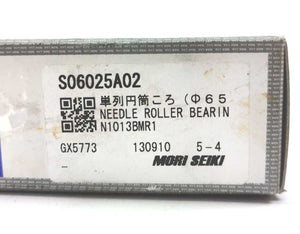 S06025A02
単列円筒ころ（Φ65
NEEDLE ROLLER BEARIN
N1013BMR1
GX5773 130910 5-4
MORI SEIKI